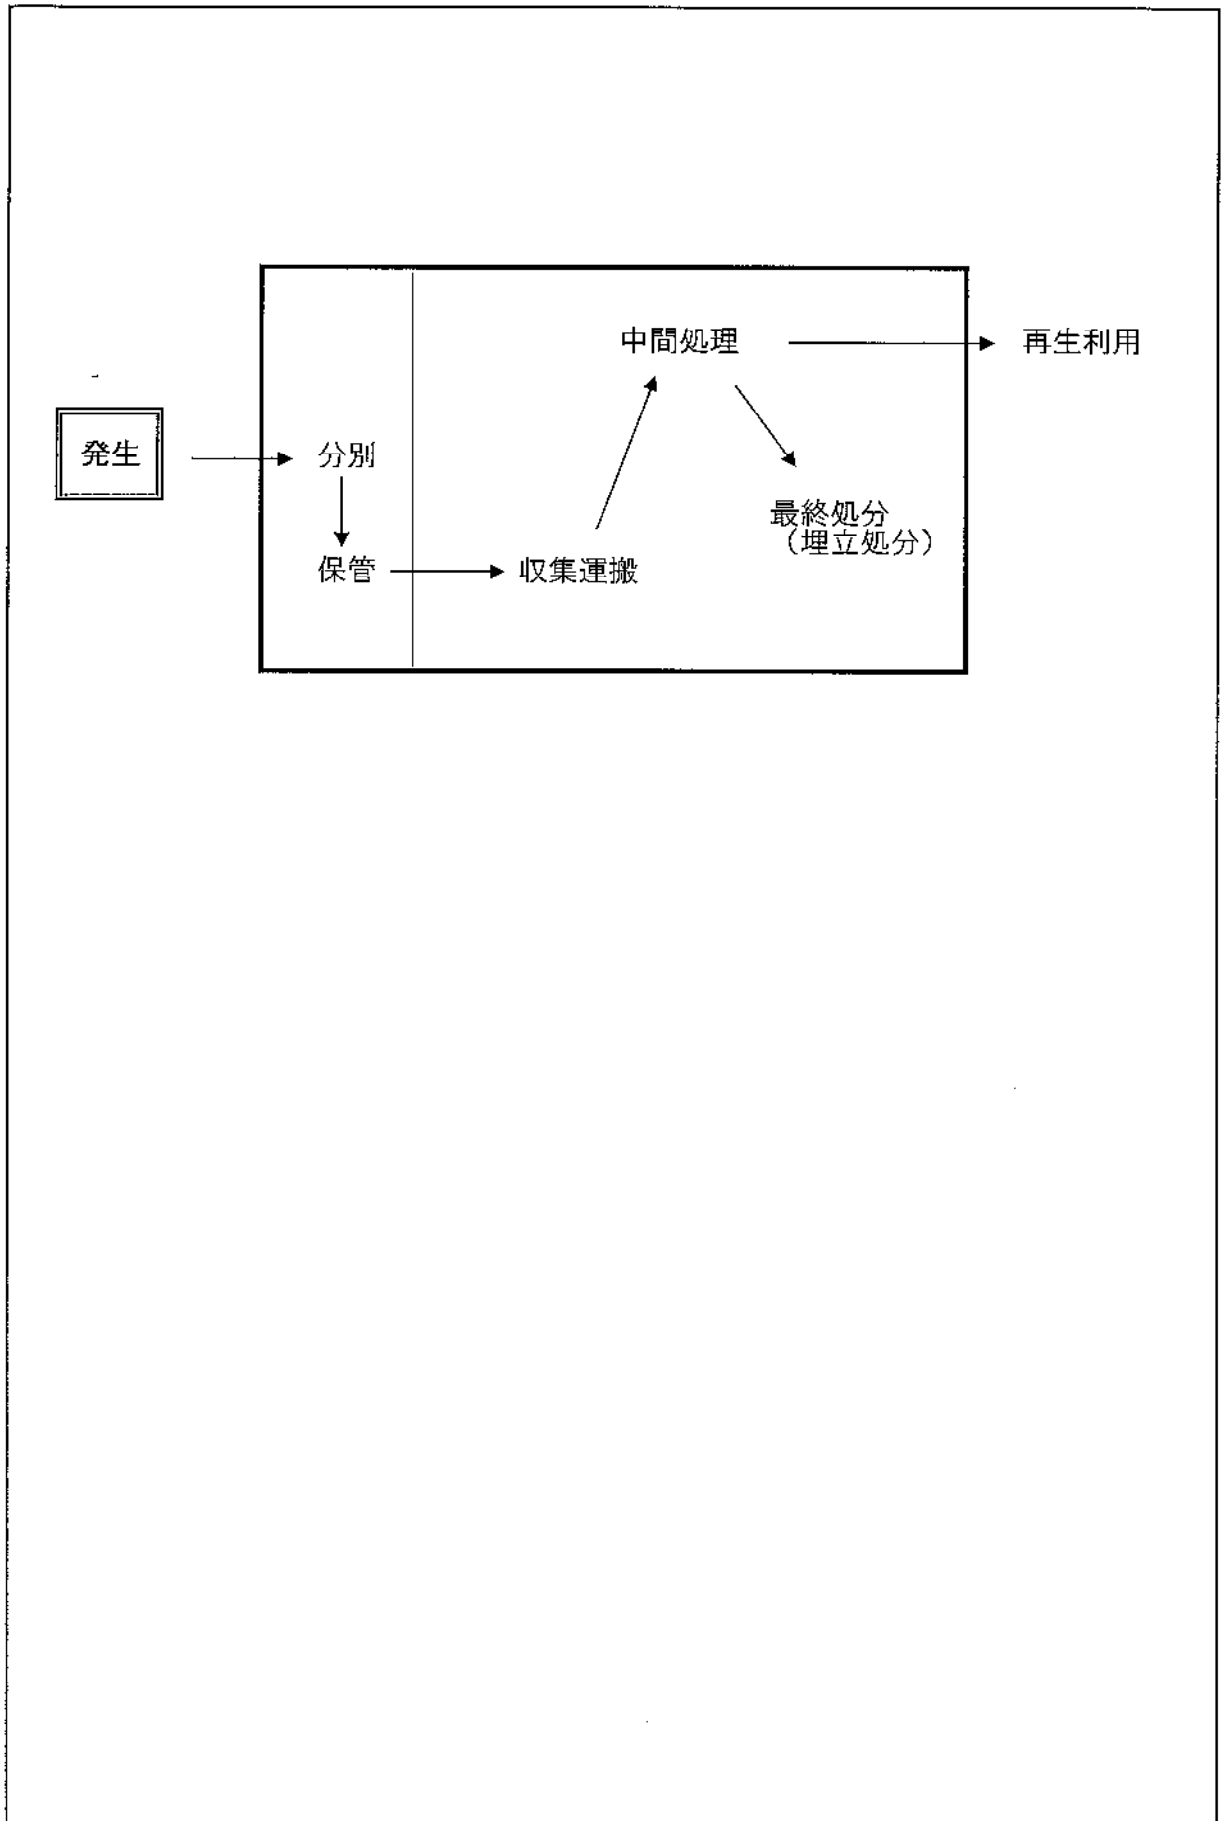 中間処理
再生利用
発生
分別
最終処分
（埋立処分）
保管
収集運搬